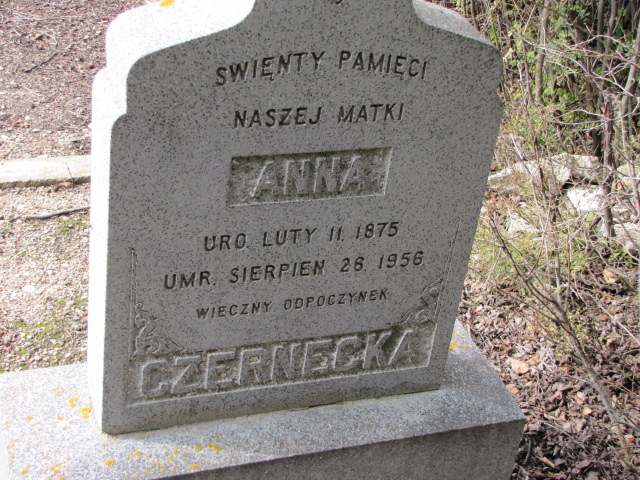 SWIĘNTY PAMIĘCI
NASZEJ MATKI
ANNA
URO. LUTY 11, 1875
UMR. SIERPIEN 26, 1956
WIECZNY ODPOCZYNEK
CZERNECKA